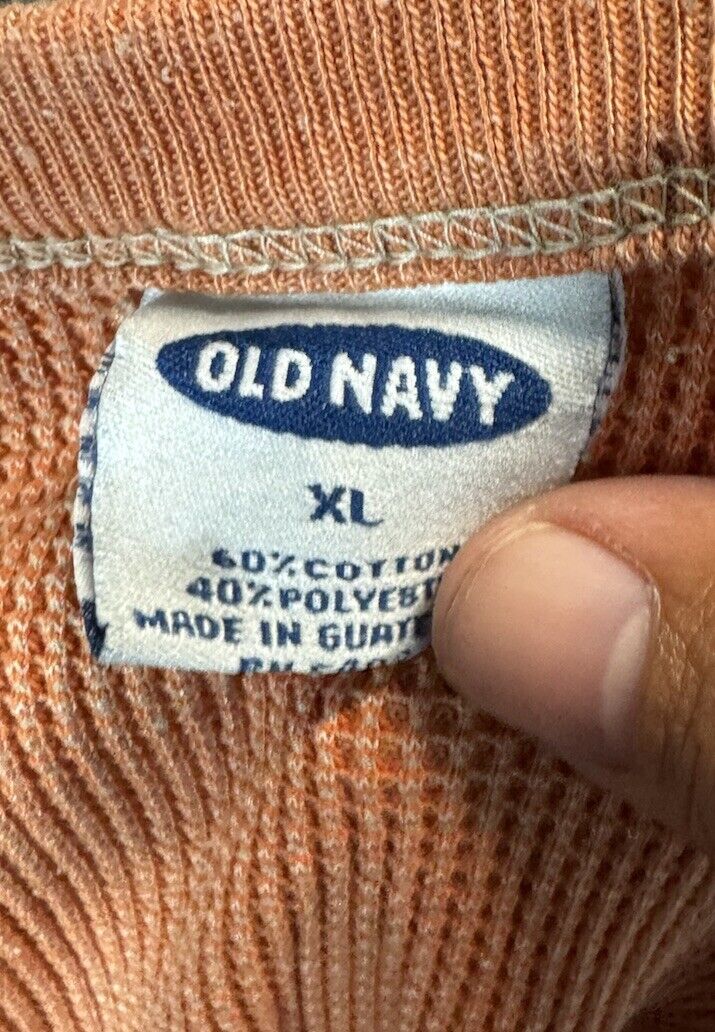 OLD NAVY
XL
60% COTTON
40% POLYEST
MADE IN GUATE